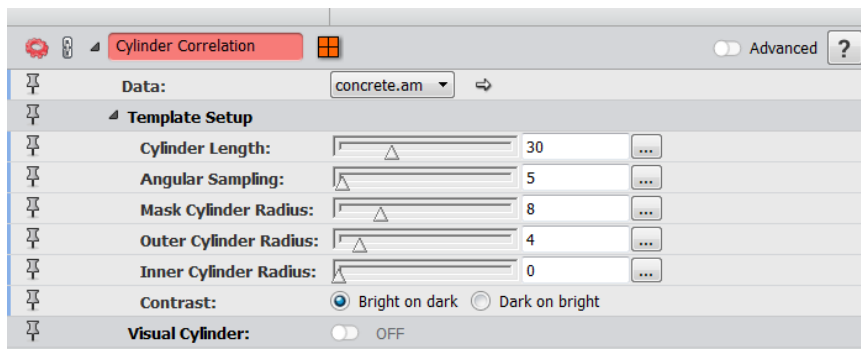 Cylinder Correlation Advanced ?
Data: concrete.am
Template Setup
Cylinder Length: 30 ...
Angular Sampling: 5 ...
Mask Cylinder Radius: 8 ...
Outer Cylinder Radius: 4 ...
Inner Cylinder Radius: 0 ...
Contrast: Bright on dark Dark on bright
Visual Cylinder: OFF